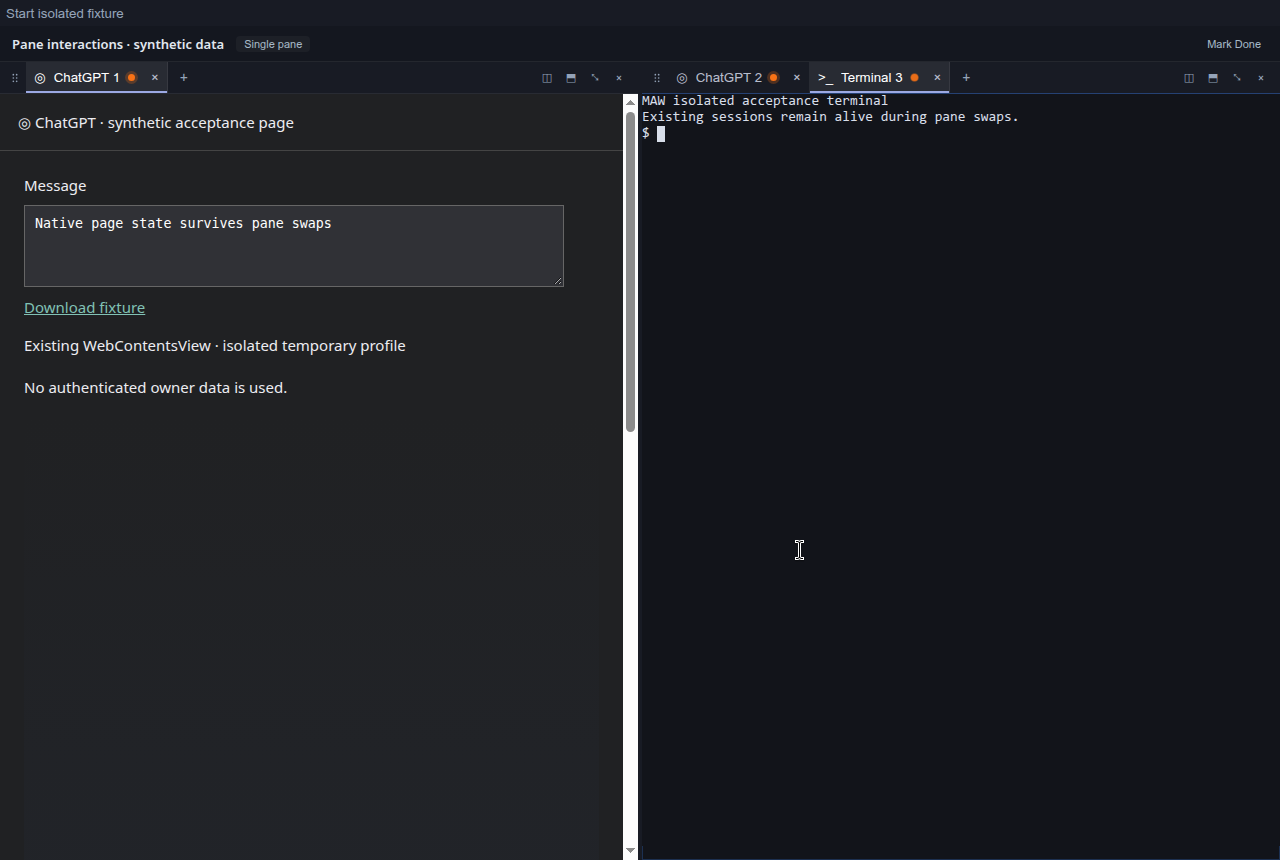 Start isolated fixture
Pane interactions · synthetic data
Single pane
Mark Done
ChatGPT 1
ChatGPT 2
>_ Terminal 3
ChatGPT · synthetic acceptance page
Message
Native page state survives pane swaps
Download fixture
Existing WebContentsView · isolated temporary profile
No authenticated owner data is used.
MAW isolated acceptance terminal
Existing sessions remain alive during pane swaps.
$